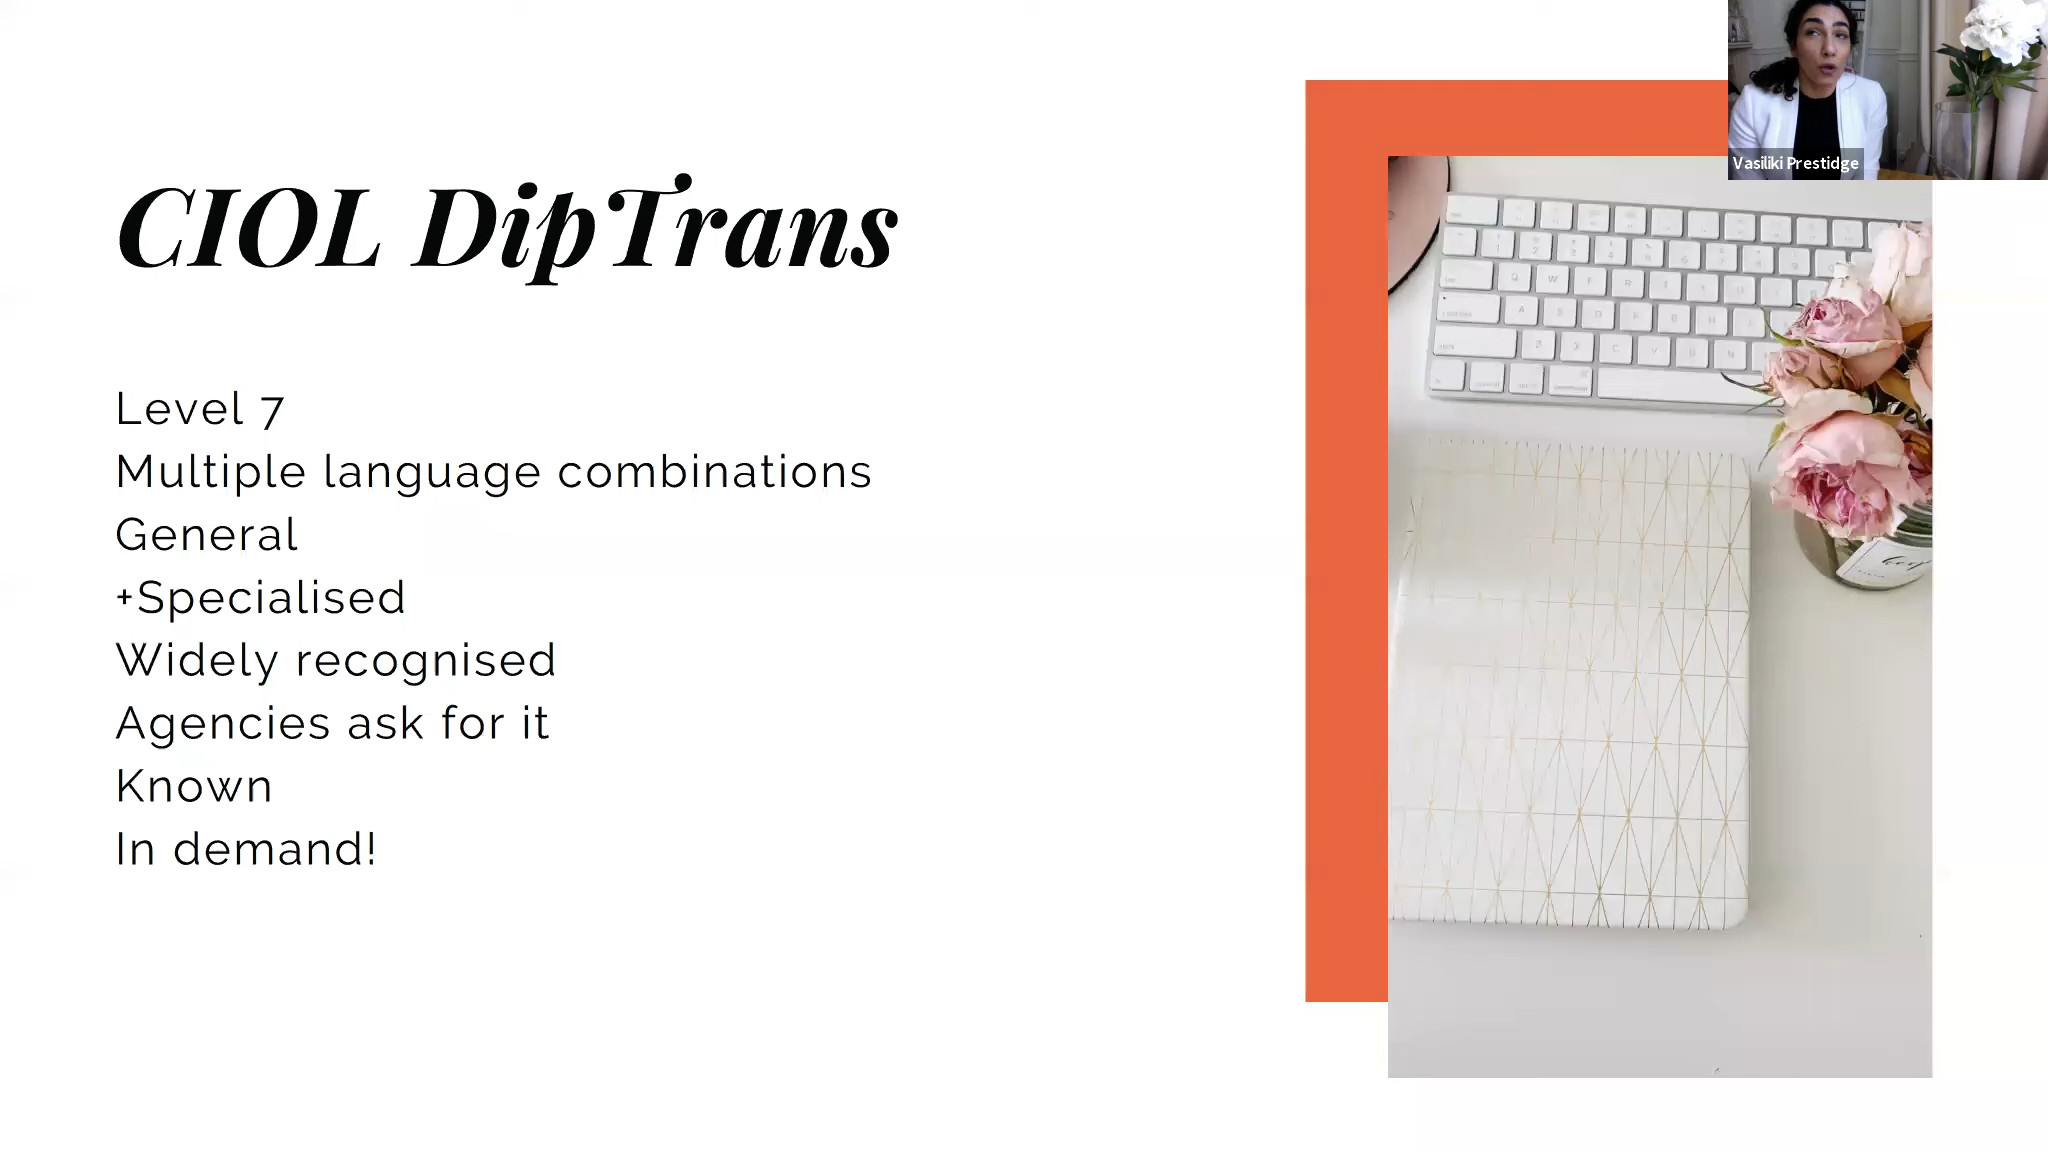 CIOL DipTrans
Level 7
Multiple language combinations
General
+Specialised
Widely recognised
Agencies ask for it
Known
In demand!
Vasiliki Prestidge